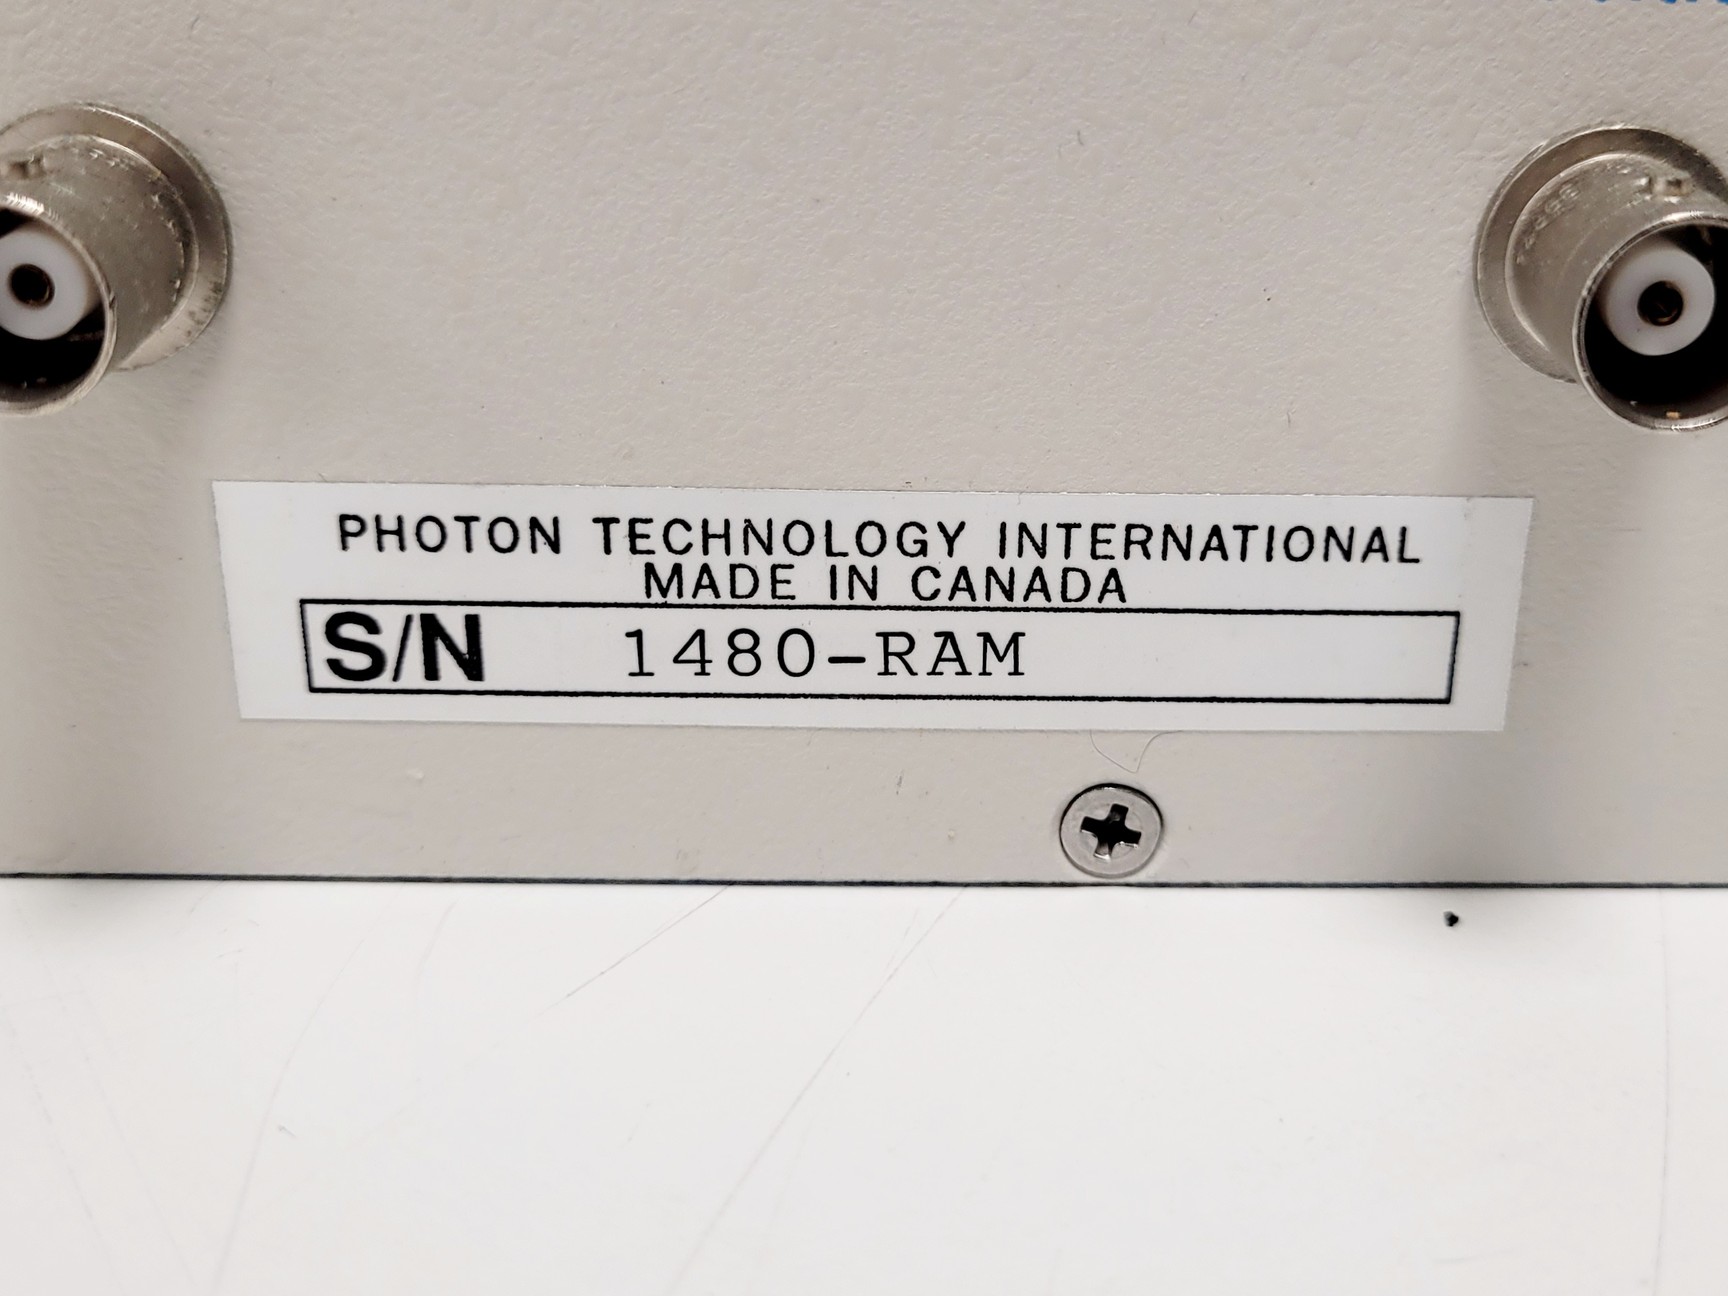 PHOTON TECHNOLOGY INTERNATIONAL
MADE IN CANADA
S/N 1480-RAM